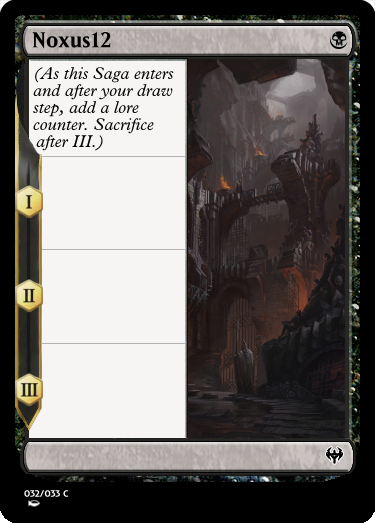 Noxus12
(As this Saga enters
and after your draw
step, add a lore
counter. Sacrifice
after III.)
I
II
III
032/033 C